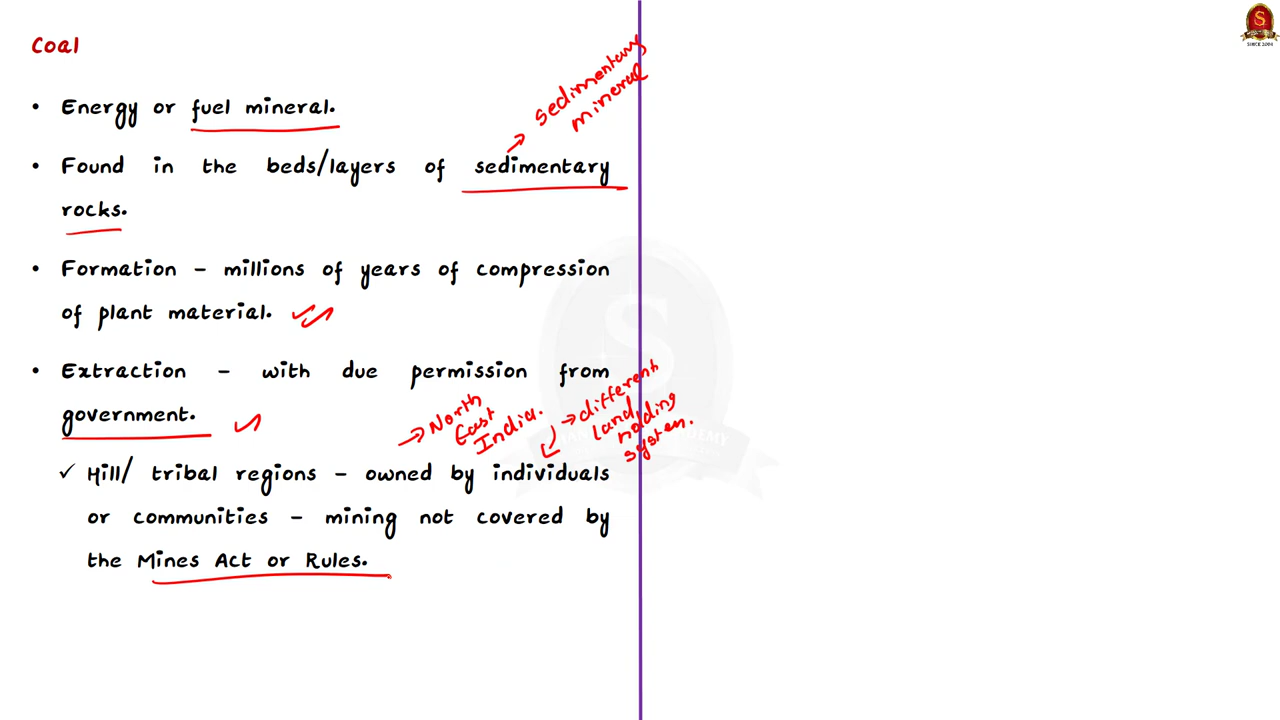 Coal
• Energy or fuel mineral.
sedimentary
mineral
• Found in the beds/layers of sedimentary
rocks.
• Formation – millions of years of compression
of plant material.
• Extraction – with due permission from
government.
→ North
East
India.
→ different
land
holding
system.
✓ Hill/ tribal regions – owned by individuals
or communities – mining not covered by
the Mines Act or Rules.
S
SINCE 2004